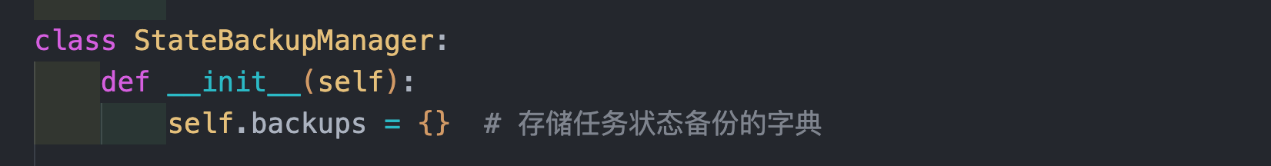 class StateBackupManager:
def __init__(self):
self.backups = {}  # 存储任务状态备份的字典